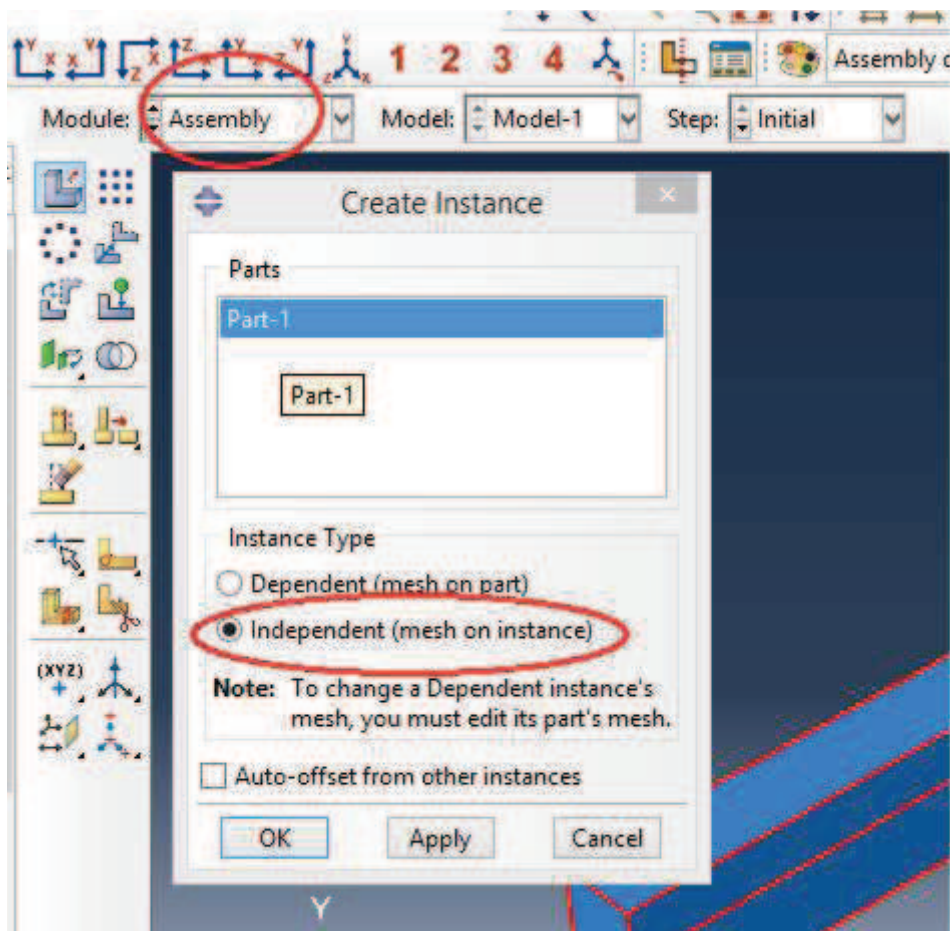 Y X Y X Z X Z X Y Z Z Y Y Z X 1 2 3 4 Assembly
Module: Assembly Model: Model-1 Step: Initial
Create Instance
Parts
Part-1
Part-1
Instance Type
Dependent (mesh on part)
Independent (mesh on instance)
(XYZ)
Note: To change a Dependent instance's
mesh, you must edit its part's mesh.
Auto-offset from other instances
OK Apply Cancel
Y